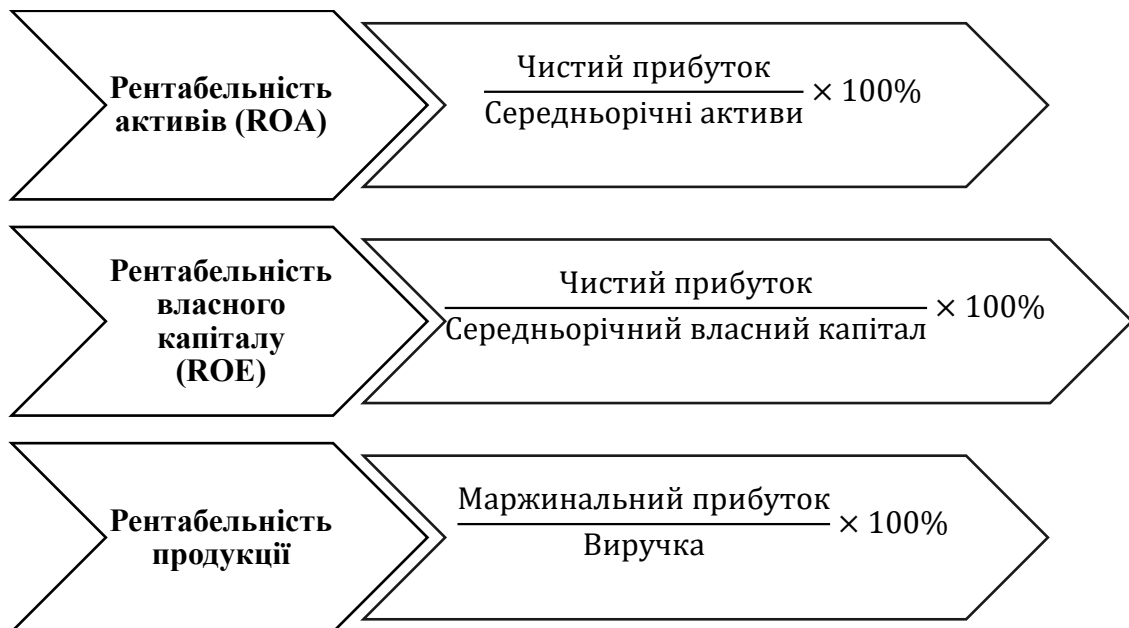 Рентабельність
активів (ROA)
Чистий прибуток
Середньорічні активи
× 100%
Рентабельність
власного
капіталу
(ROE)
Чистий прибуток
Середньорічний власний капітал
× 100%
Рентабельність
продукції
Маржинальний прибуток
Виручка
× 100%